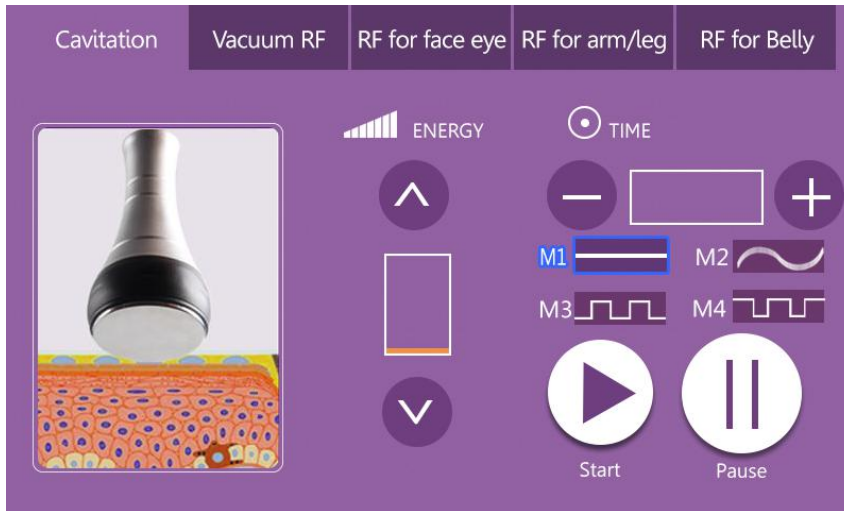 Cavitation
Vacuum RF
RF for face eye
RF for arm/leg
RF for Belly
ENERGY
TIME
M1
M2
M3
M4
Start
Pause